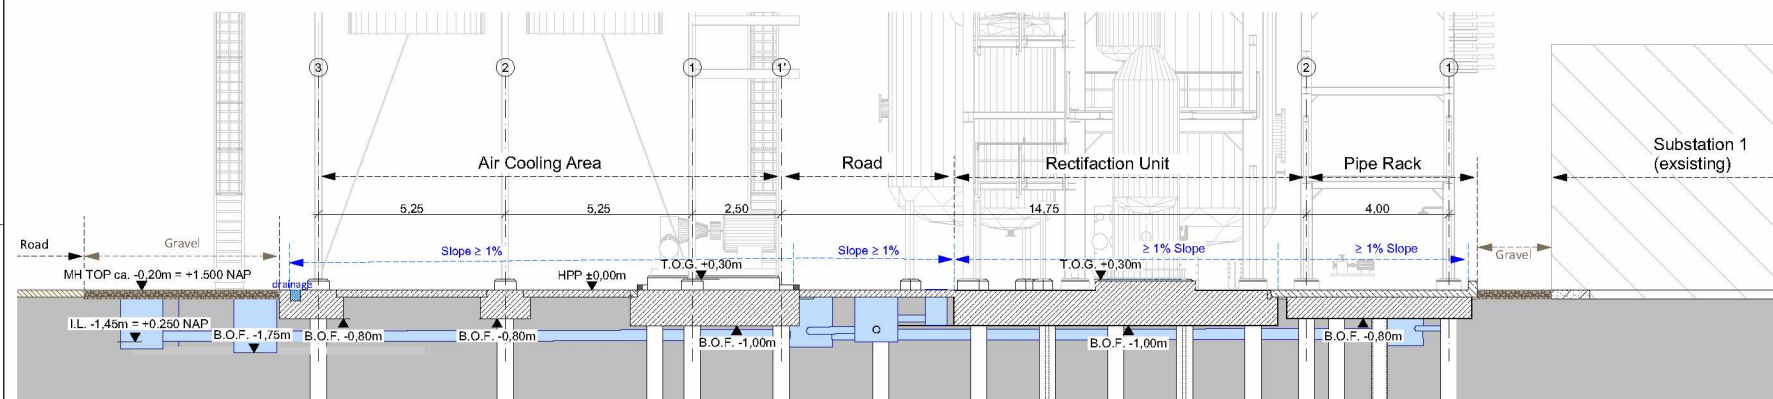 3
2
1
1'
2
1
Air Cooling Area
Road
Rectifaction Unit
Pipe Rack
Substation 1
(exsisting)
5,25
5,25
2,50
14,75
4,00
Road
Gravel
Slope ≥ 1%
Slope ≥ 1%
≥ 1% Slope
≥ 1% Slope
Gravel
MH TOP ca. -0,20m = +1.500 NAP
drainage
HPP ±0,00m
T.O.G. +0,30m
T.O.G. +0,30m
I.L. -1,45m = +0.250 NAP
B.O.F. -1,75m
B.O.F. -0,80m
B.O.F. -0,80m
B.O.F. -1,00m
B.O.F. -1,00m
B.O.F. -0,80m